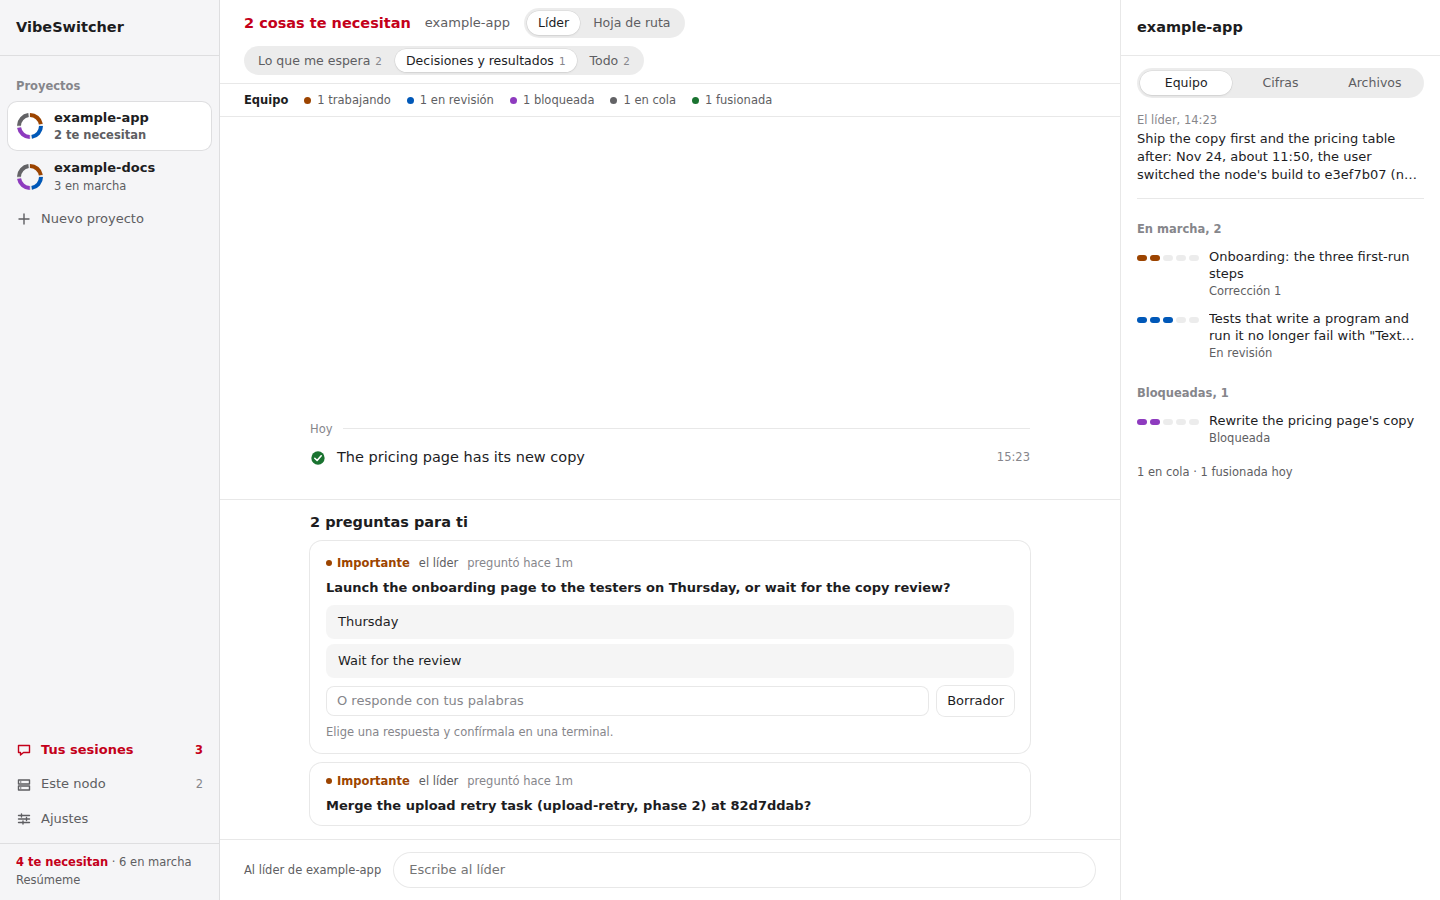 VibeSwitcher
Proyectos
example-app
2 te necesitan
example-docs
3 en marcha
Nuevo proyecto
Tus sesiones 3
Este nodo 2
Ajustes
4 te necesitan · 6 en marcha
Resúmeme
2 cosas te necesitan example-app Líder Hoja de ruta
Lo que me espera 2 Decisiones y resultados 1 Todo 2
Equipo 1 trabajando 1 en revisión 1 bloqueada 1 en cola 1 fusionada
Hoy
The pricing page has its new copy 15:23
2 preguntas para ti
Importante el líder preguntó hace 1m
Launch the onboarding page to the testers on Thursday, or wait for the copy review?
Thursday
Wait for the review
O responde con tus palabras Borrador
Elige una respuesta y confírmala en una terminal.
Importante el líder preguntó hace 1m
Merge the upload retry task (upload-retry, phase 2) at 82d7ddab?
Al líder de example-app Escribe al líder
example-app
Equipo Cifras Archivos
El líder, 14:23
Ship the copy first and the pricing table
after: Nov 24, about 11:50, the user
switched the node's build to e3ef7b07 (n…
En marcha, 2
Onboarding: the three first-run
steps
Corrección 1
Tests that write a program and
run it no longer fail with "Text…
En revisión
Bloqueadas, 1
Rewrite the pricing page's copy
Bloqueada
1 en cola · 1 fusionada hoy